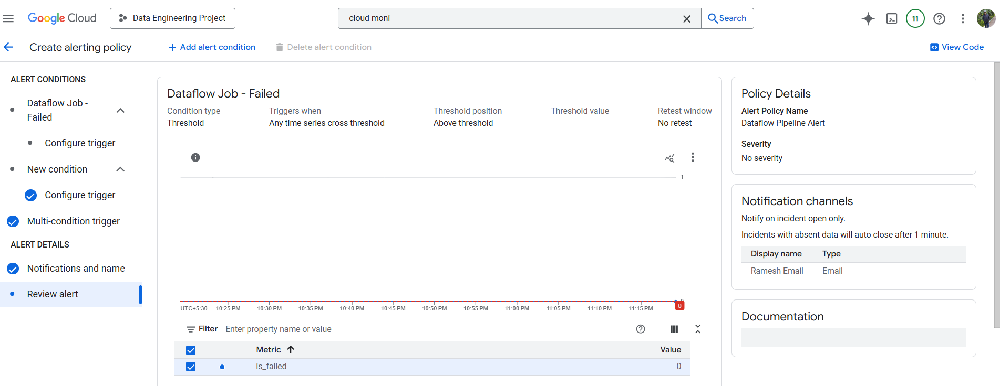 Google Cloud
Data Engineering Project
cloud moni
Search
11
Create alerting policy
Add alert condition
Delete alert condition
View Code
ALERT CONDITIONS
Dataflow Job -
Failed
Configure trigger
New condition
Configure trigger
Multi-condition trigger
ALERT DETAILS
Notifications and name
Review alert
Dataflow Job - Failed
Condition type
Threshold
Triggers when
Any time series cross threshold
Threshold position
Above threshold
Threshold value
Retest window
No retest
1
0
0
UTC+5:30 10:25 PM 10:30 PM 10:35 PM 10:40 PM 10:45 PM 10:50 PM 10:55 PM 11:00 PM 11:05 PM 11:10 PM 11:15 PM
Filter Enter property name or value
Metric Value
is_failed 0
Policy Details
Alert Policy Name
Dataflow Pipeline Alert
Severity
No severity
Notification channels
Notify on incident open only.
Incidents with absent data will auto close after 1 minute.
Display name Type
Ramesh Email Email
Documentation